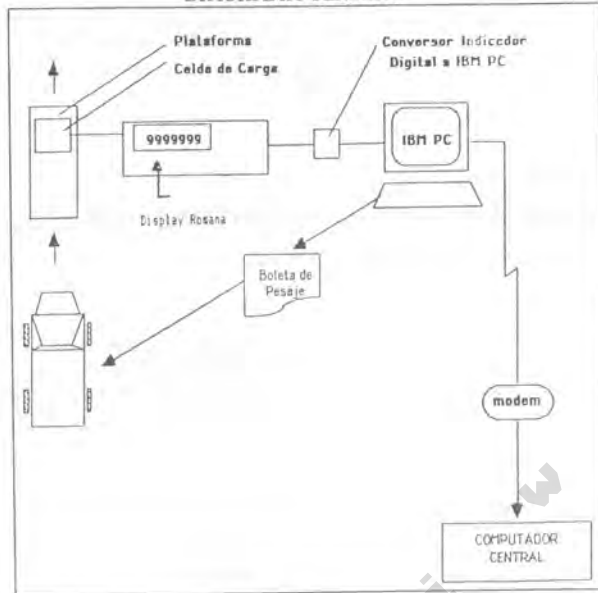 Plataforma
Celda de Carga
Conversor Indicador
Digital a IBM PC
9999999
IBM PC
Display Rosana
Boleta de
Pesaje
modem
COMPUTADOR
CENTRAL